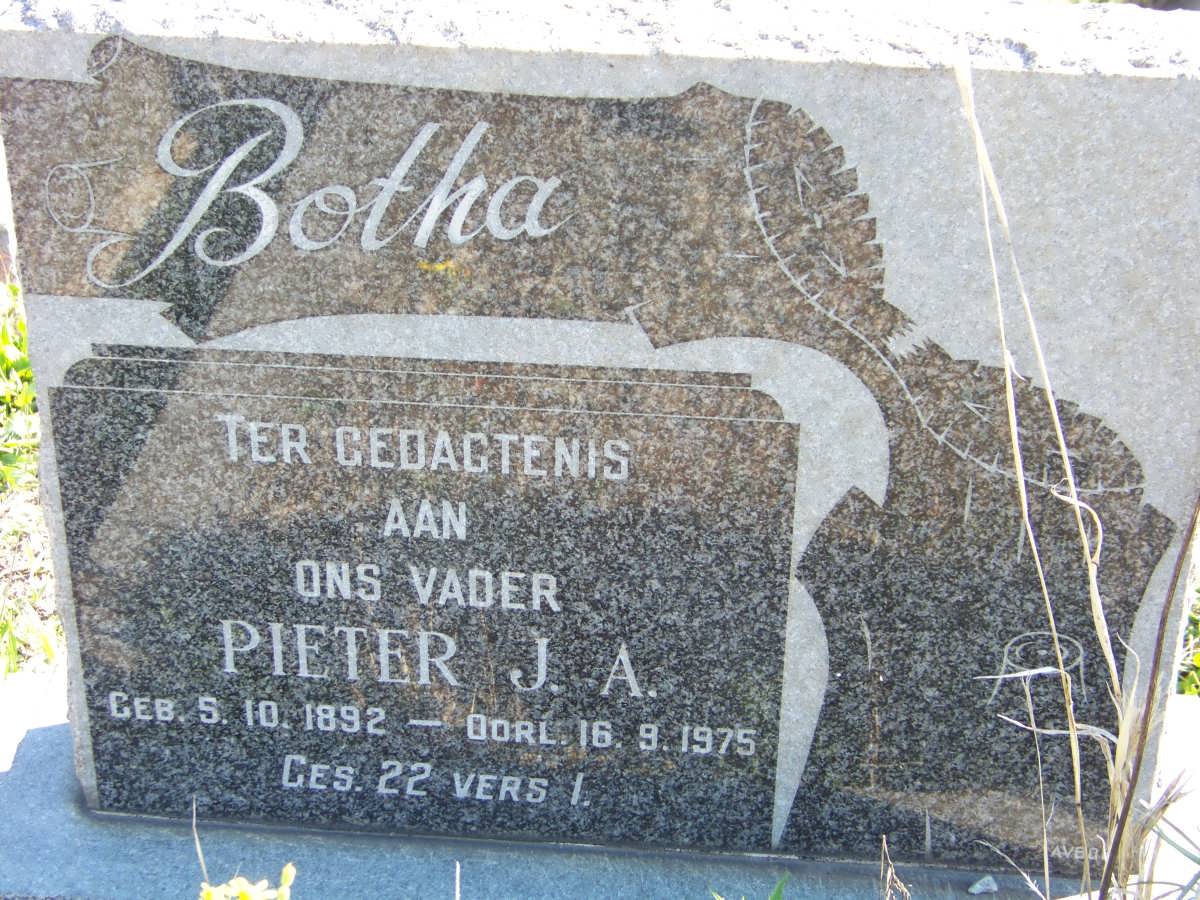 Botha
TER GEDAGTENIS
AAN
ONS VADER
PIETER J. A.
GEB. 5. 10. 1892 — OORL. 16. 9. 1975
GES. 22 VERS 1.